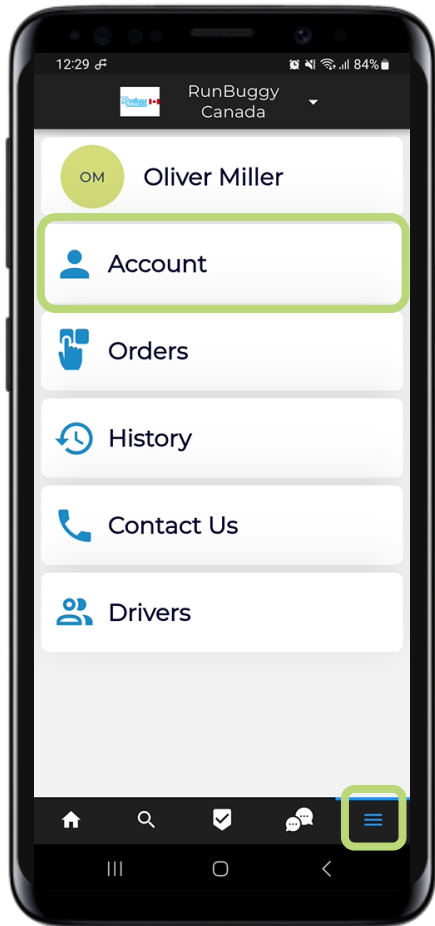 12:29
84%
RunBuggy
Canada
OM
Oliver Miller
Account
Orders
History
Contact Us
Drivers